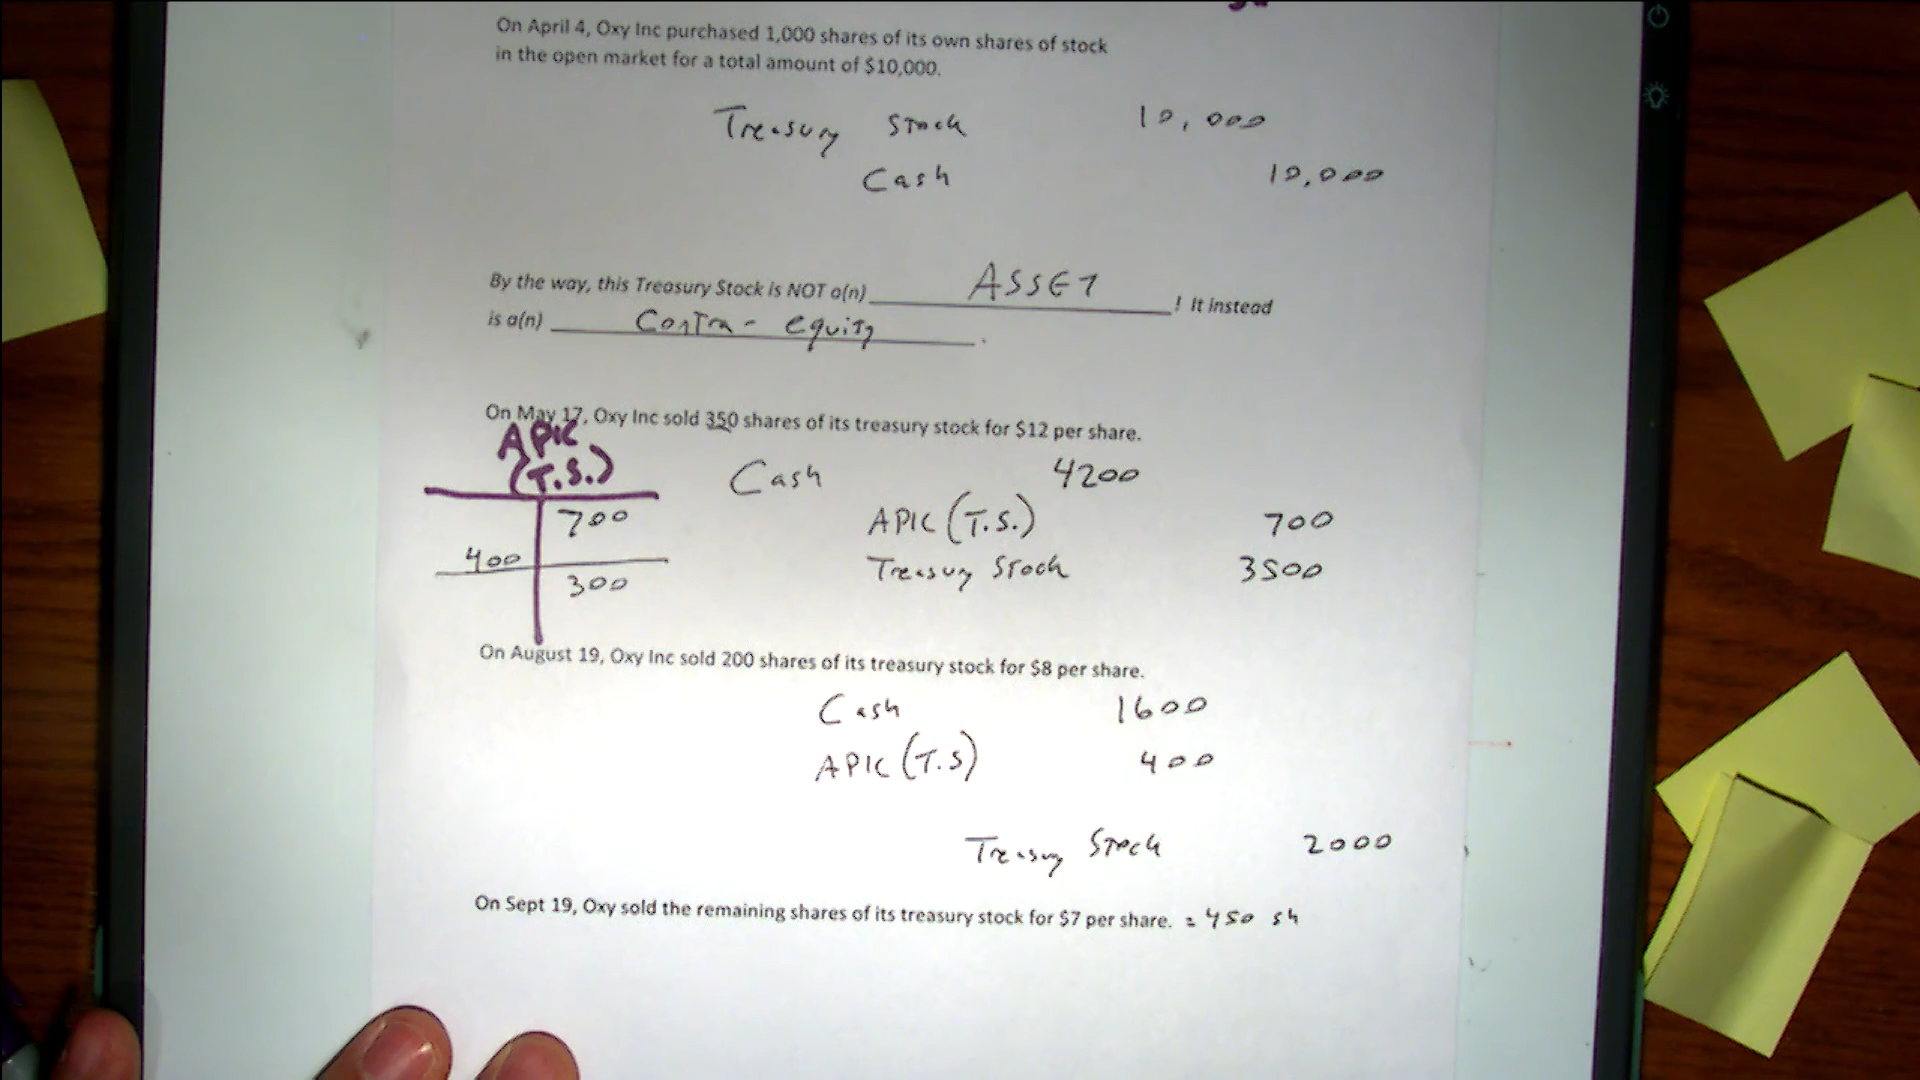 On April 4, Oxy Inc purchased 1,000 shares of its own shares of stock
in the open market for a total amount of $10,000.
Treasury Stock 10,000
Cash 10,000
By the way, this Treasury Stock is NOT a(n) ASSET ! It instead
is a(n) Contra-equity .
On May 17, Oxy Inc sold 350 shares of its treasury stock for $12 per share.
APIC
(T.S.)
700
400
300
Cash 4200
APIC (T.S.) 700
Treasury Stock 3500
On August 19, Oxy Inc sold 200 shares of its treasury stock for $8 per share.
Cash 1600
APIC (T.S) 400
Treasury Stock 2000
On Sept 19, Oxy sold the remaining shares of its treasury stock for $7 per share. = 450 sh